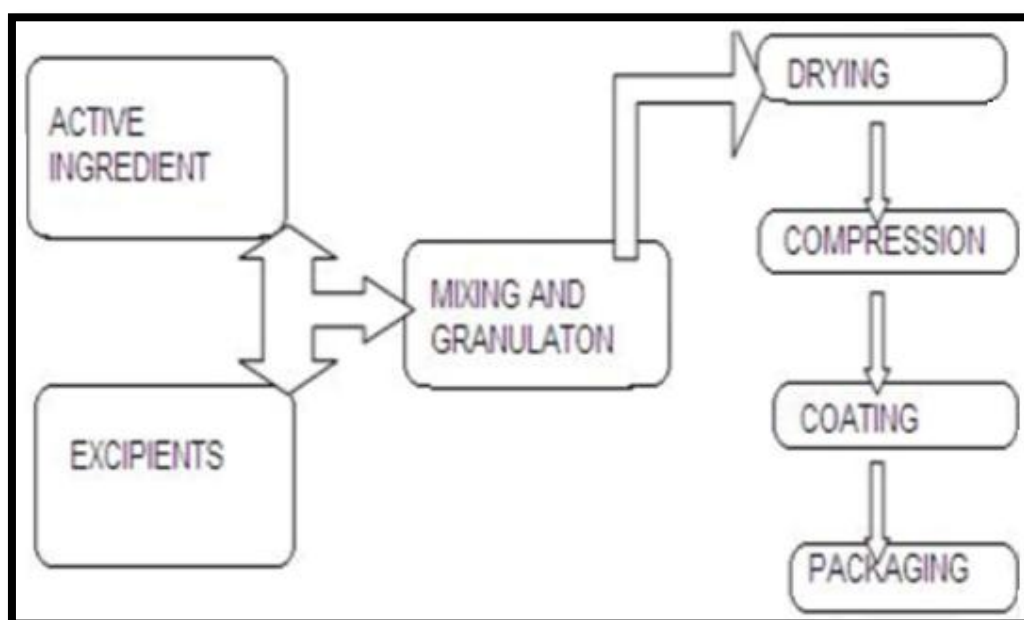 ACTIVE
INGREDIENT
EXCIPIENTS
MIXING AND
GRANULATON
DRYING
COMPRESSION
COATING
PACKAGING